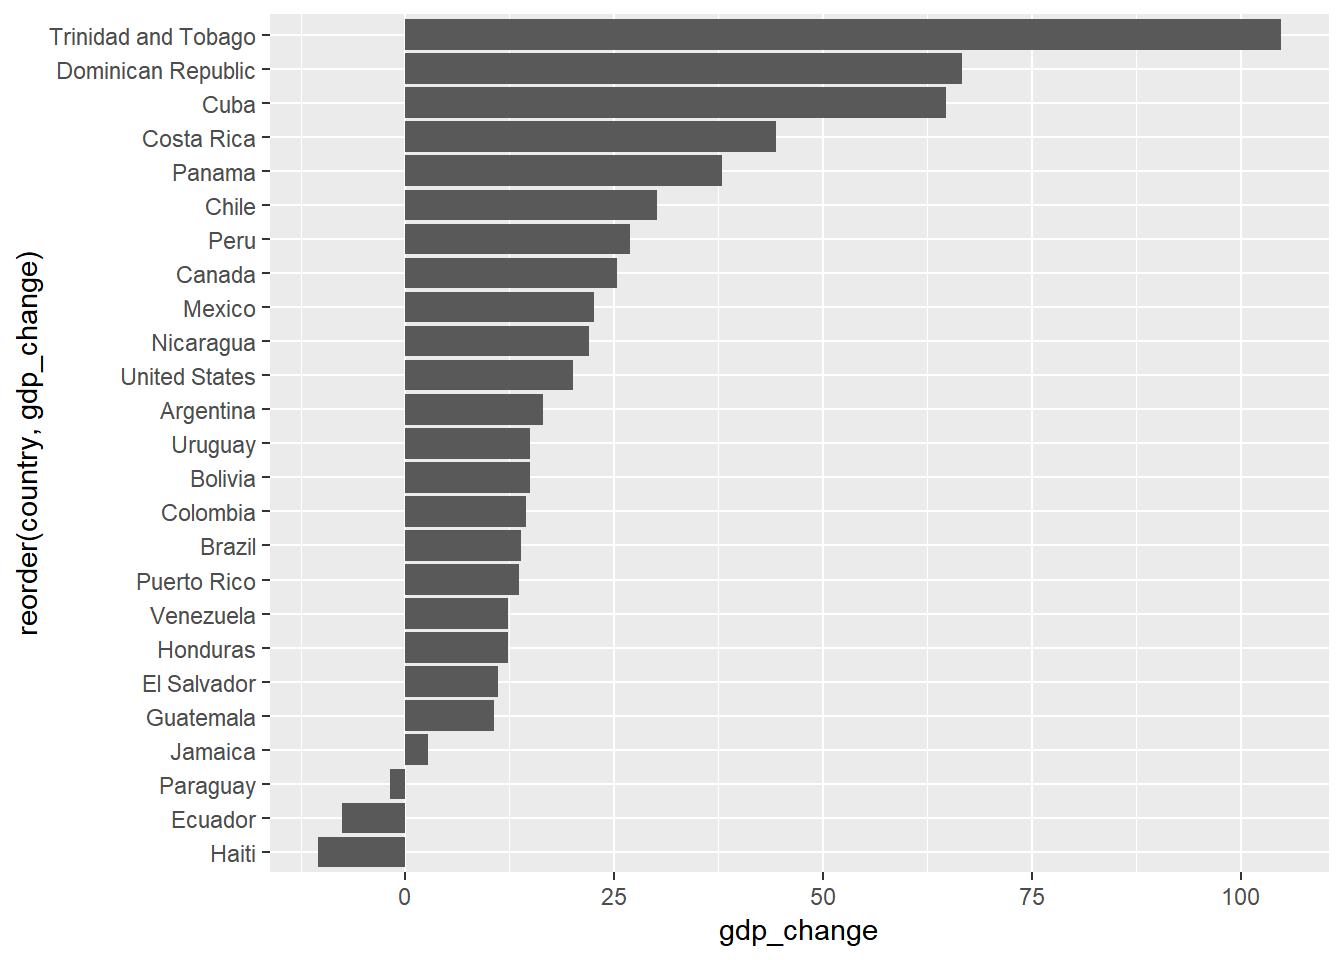 reorder(country, gdp_change)
Trinidad and Tobago
Dominican Republic
Cuba
Costa Rica
Panama
Chile
Peru
Canada
Mexico
Nicaragua
United States
Argentina
Uruguay
Bolivia
Colombia
Brazil
Puerto Rico
Venezuela
Honduras
El Salvador
Guatemala
Jamaica
Paraguay
Ecuador
Haiti
0 25 50 75 100
gdp_change